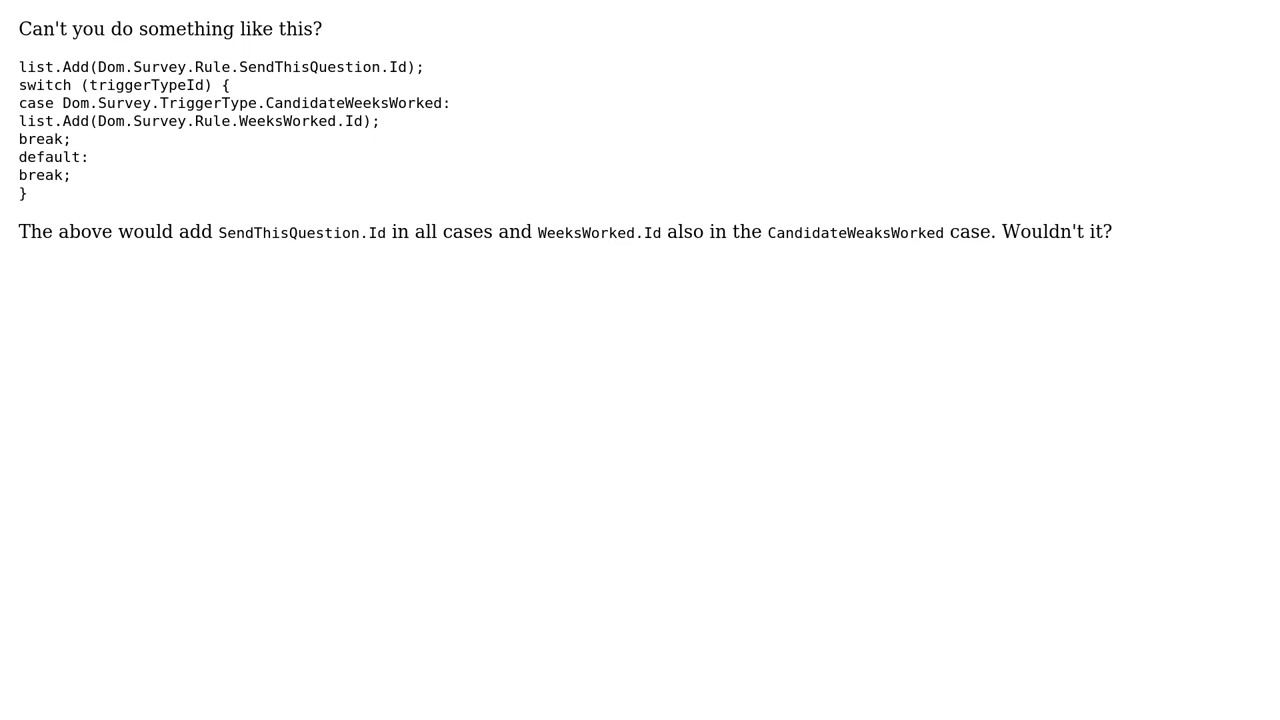 Can't you do something like this?
list.Add(Dom.Survey.Rule.SendThisQuestion.Id);
switch (triggerTypeId) {
case Dom.Survey.TriggerType.CandidateWeeksWorked:
list.Add(Dom.Survey.Rule.WeeksWorked.Id);
break;
default:
break;
}
The above would add SendThisQuestion.Id in all cases and WeeksWorked.Id also in the CandidateWeaksWorked case. Wouldn't it?